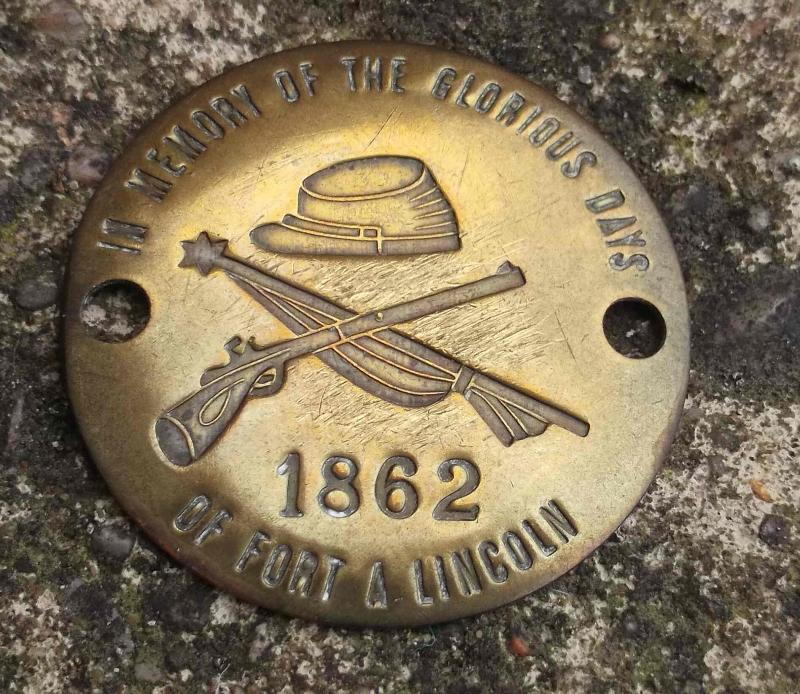 IN MEMORY OF THE GLORIOUS DAYS
1862
OF FORT A LINCOLN